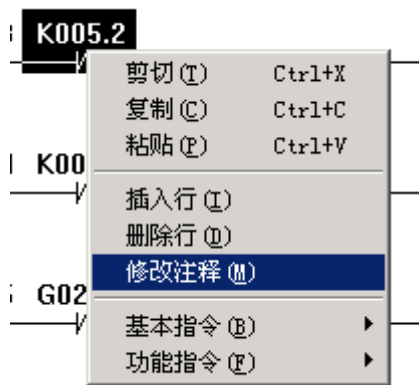 K005.2
剪切(T) Ctrl+X
复制(C) Ctrl+C
粘贴(P) Ctrl+V
K00
插入行(I)
删除行(D)
修改注释(M)
G02
基本指令(B)
功能指令(F)